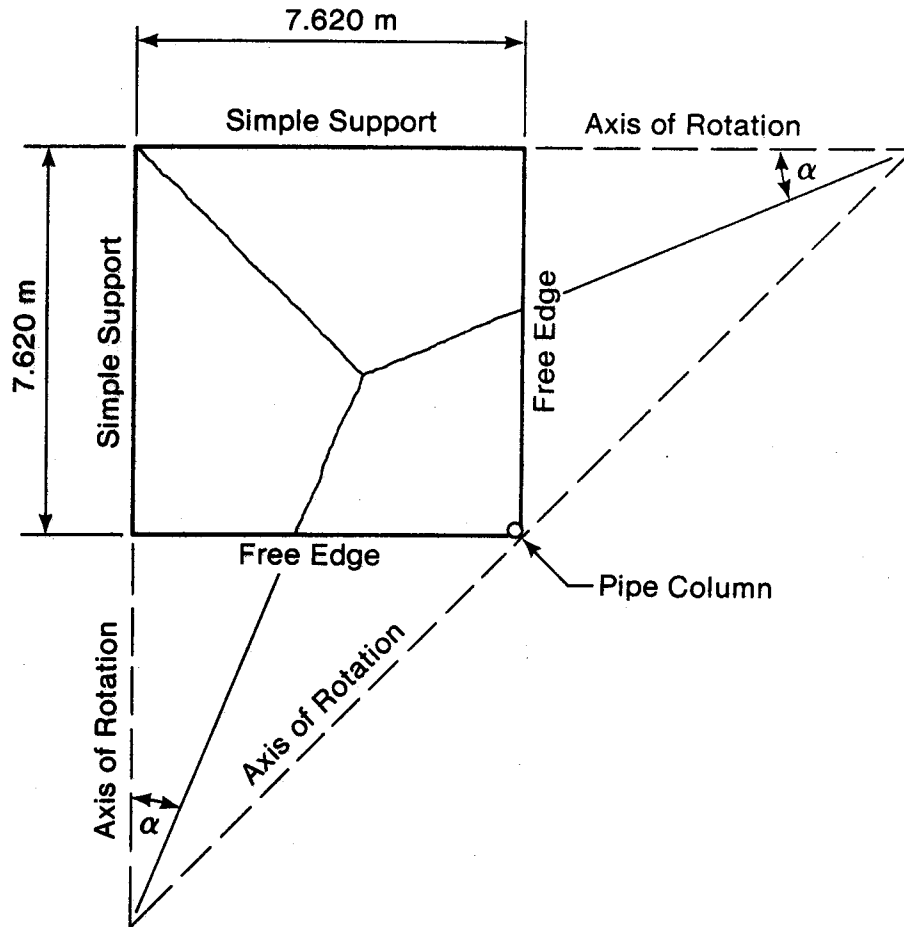 7.620 m
Simple Support
Axis of Rotation
α
7.620 m
Simple Support
Free Edge
Free Edge
Pipe Column
Axis of Rotation
Axis of Rotation
α